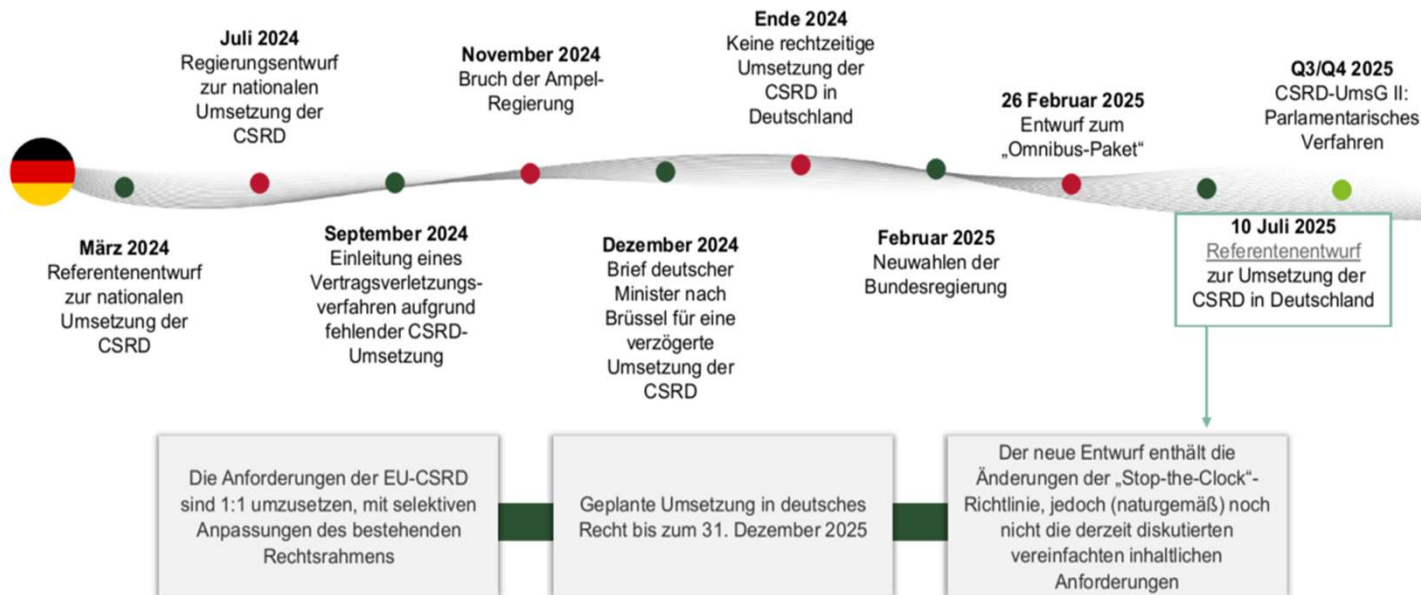 März 2024
Referentenentwurf
zur nationalen
Umsetzung der
CSRD
Juli 2024
Regierungsentwurf
zur nationalen
Umsetzung der
CSRD
September 2024
Einleitung eines
Vertragsverletzungs-
verfahren aufgrund
fehlender CSRD-
Umsetzung
November 2024
Bruch der Ampel-
Regierung
Dezember 2024
Brief deutscher
Minister nach
Brüssel für eine
verzögerte
Umsetzung der
CSRD
Ende 2024
Keine rechtzeitige
Umsetzung der
CSRD in
Deutschland
Februar 2025
Neuwahlen der
Bundesregierung
26 Februar 2025
Entwurf zum
„Omnibus-Paket“
10 Juli 2025
Referentenentwurf
zur Umsetzung der
CSRD in Deutschland
Q3/Q4 2025
CSRD-UmsG II:
Parlamentarisches
Verfahren
Die Anforderungen der EU-CSRD
sind 1:1 umzusetzen, mit selektiven
Anpassungen des bestehenden
Rechtsrahmens
Geplante Umsetzung in deutsches
Recht bis zum 31. Dezember 2025
Der neue Entwurf enthält die
Änderungen der „Stop-the-Clock“-
Richtlinie, jedoch (naturgemäß) noch
nicht die derzeit diskutierten
vereinfachten inhaltlichen
Anforderungen